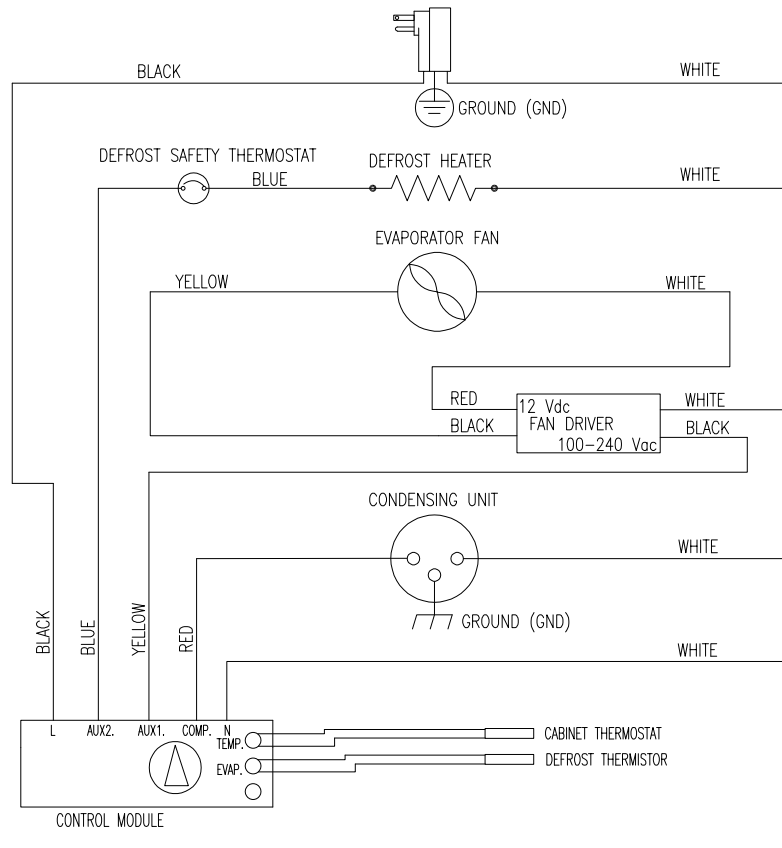 BLACK
WHITE
GROUND (GND)
DEFROST SAFETY THERMOSTAT
DEFROST HEATER
BLUE
WHITE
EVAPORATOR FAN
YELLOW
WHITE
RED
12 Vdc
WHITE
BLACK
FAN DRIVER
BLACK
100-240 Vac
CONDENSING UNIT
WHITE
GROUND (GND)
BLACK
BLUE
YELLOW
RED
WHITE
L
AUX2.
AUX1.
COMP.
N
TEMP.
CABINET THERMOSTAT
EVAP.
DEFROST THERMISTOR
CONTROL MODULE